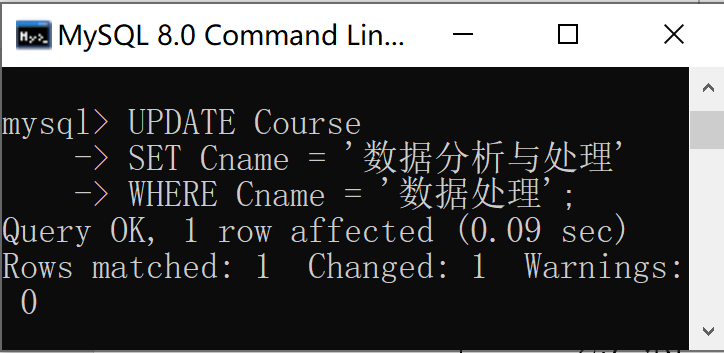 MySQL 8.0 Command Lin...
mysql> UPDATE Course
    -> SET Cname = '数据分析与处理'
    -> WHERE Cname = '数据处理';
Query OK, 1 row affected (0.09 sec)
Rows matched: 1  Changed: 1  Warnings:
 0